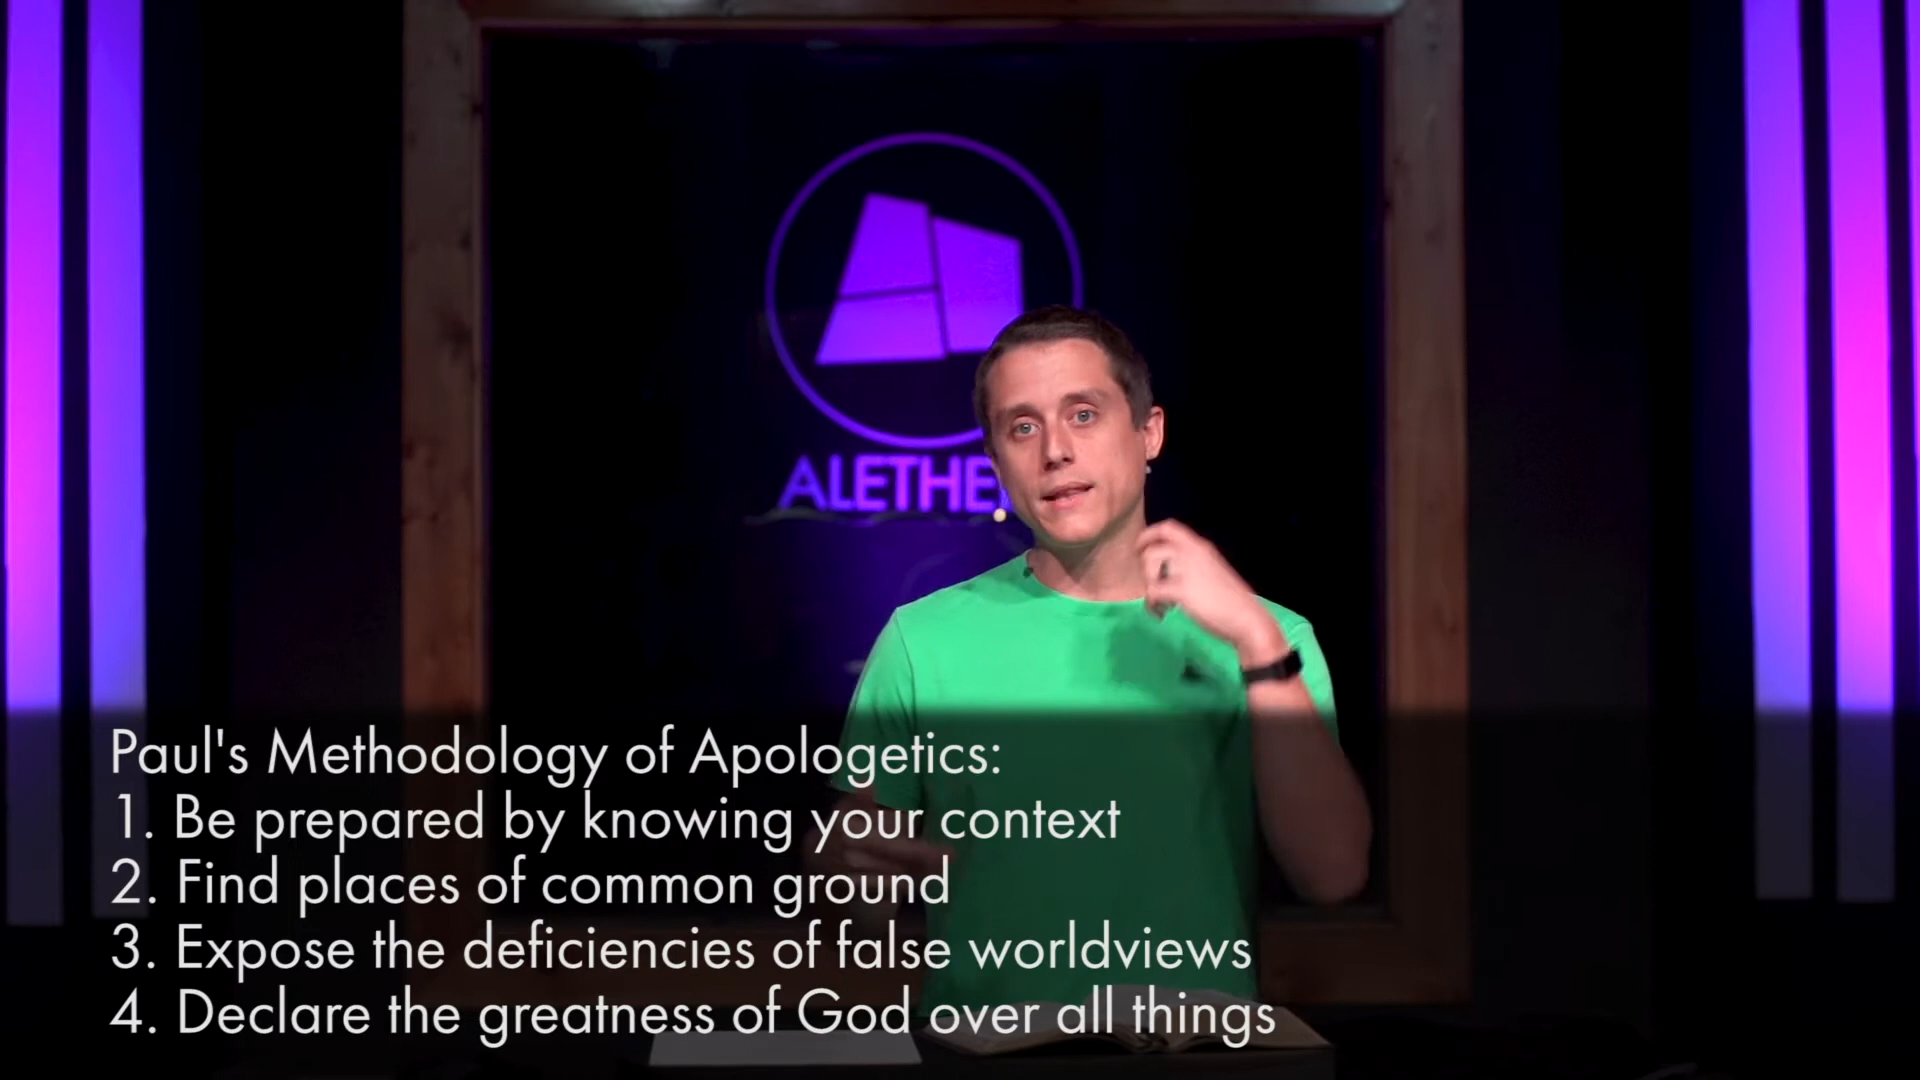 ALETHE
Paul's Methodology of Apologetics:
1. Be prepared by knowing your context
2. Find places of common ground
3. Expose the deficiencies of false worldviews
4. Declare the greatness of God over all things